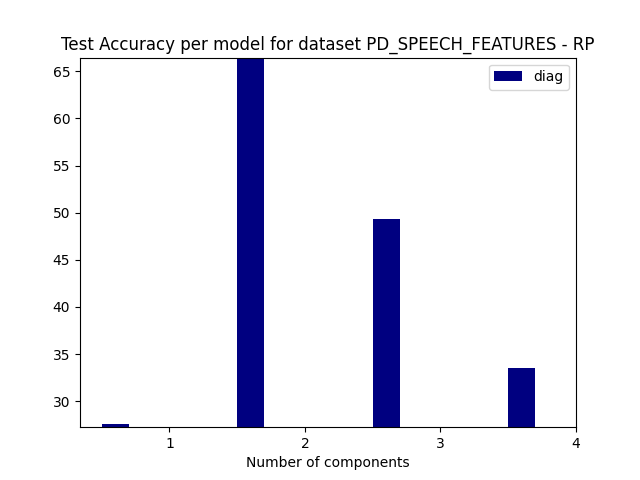 Test Accuracy per model for dataset PD_SPEECH_FEATURES - RP
diag
65
60
55
50
45
40
35
30
1 2 3 4
Number of components